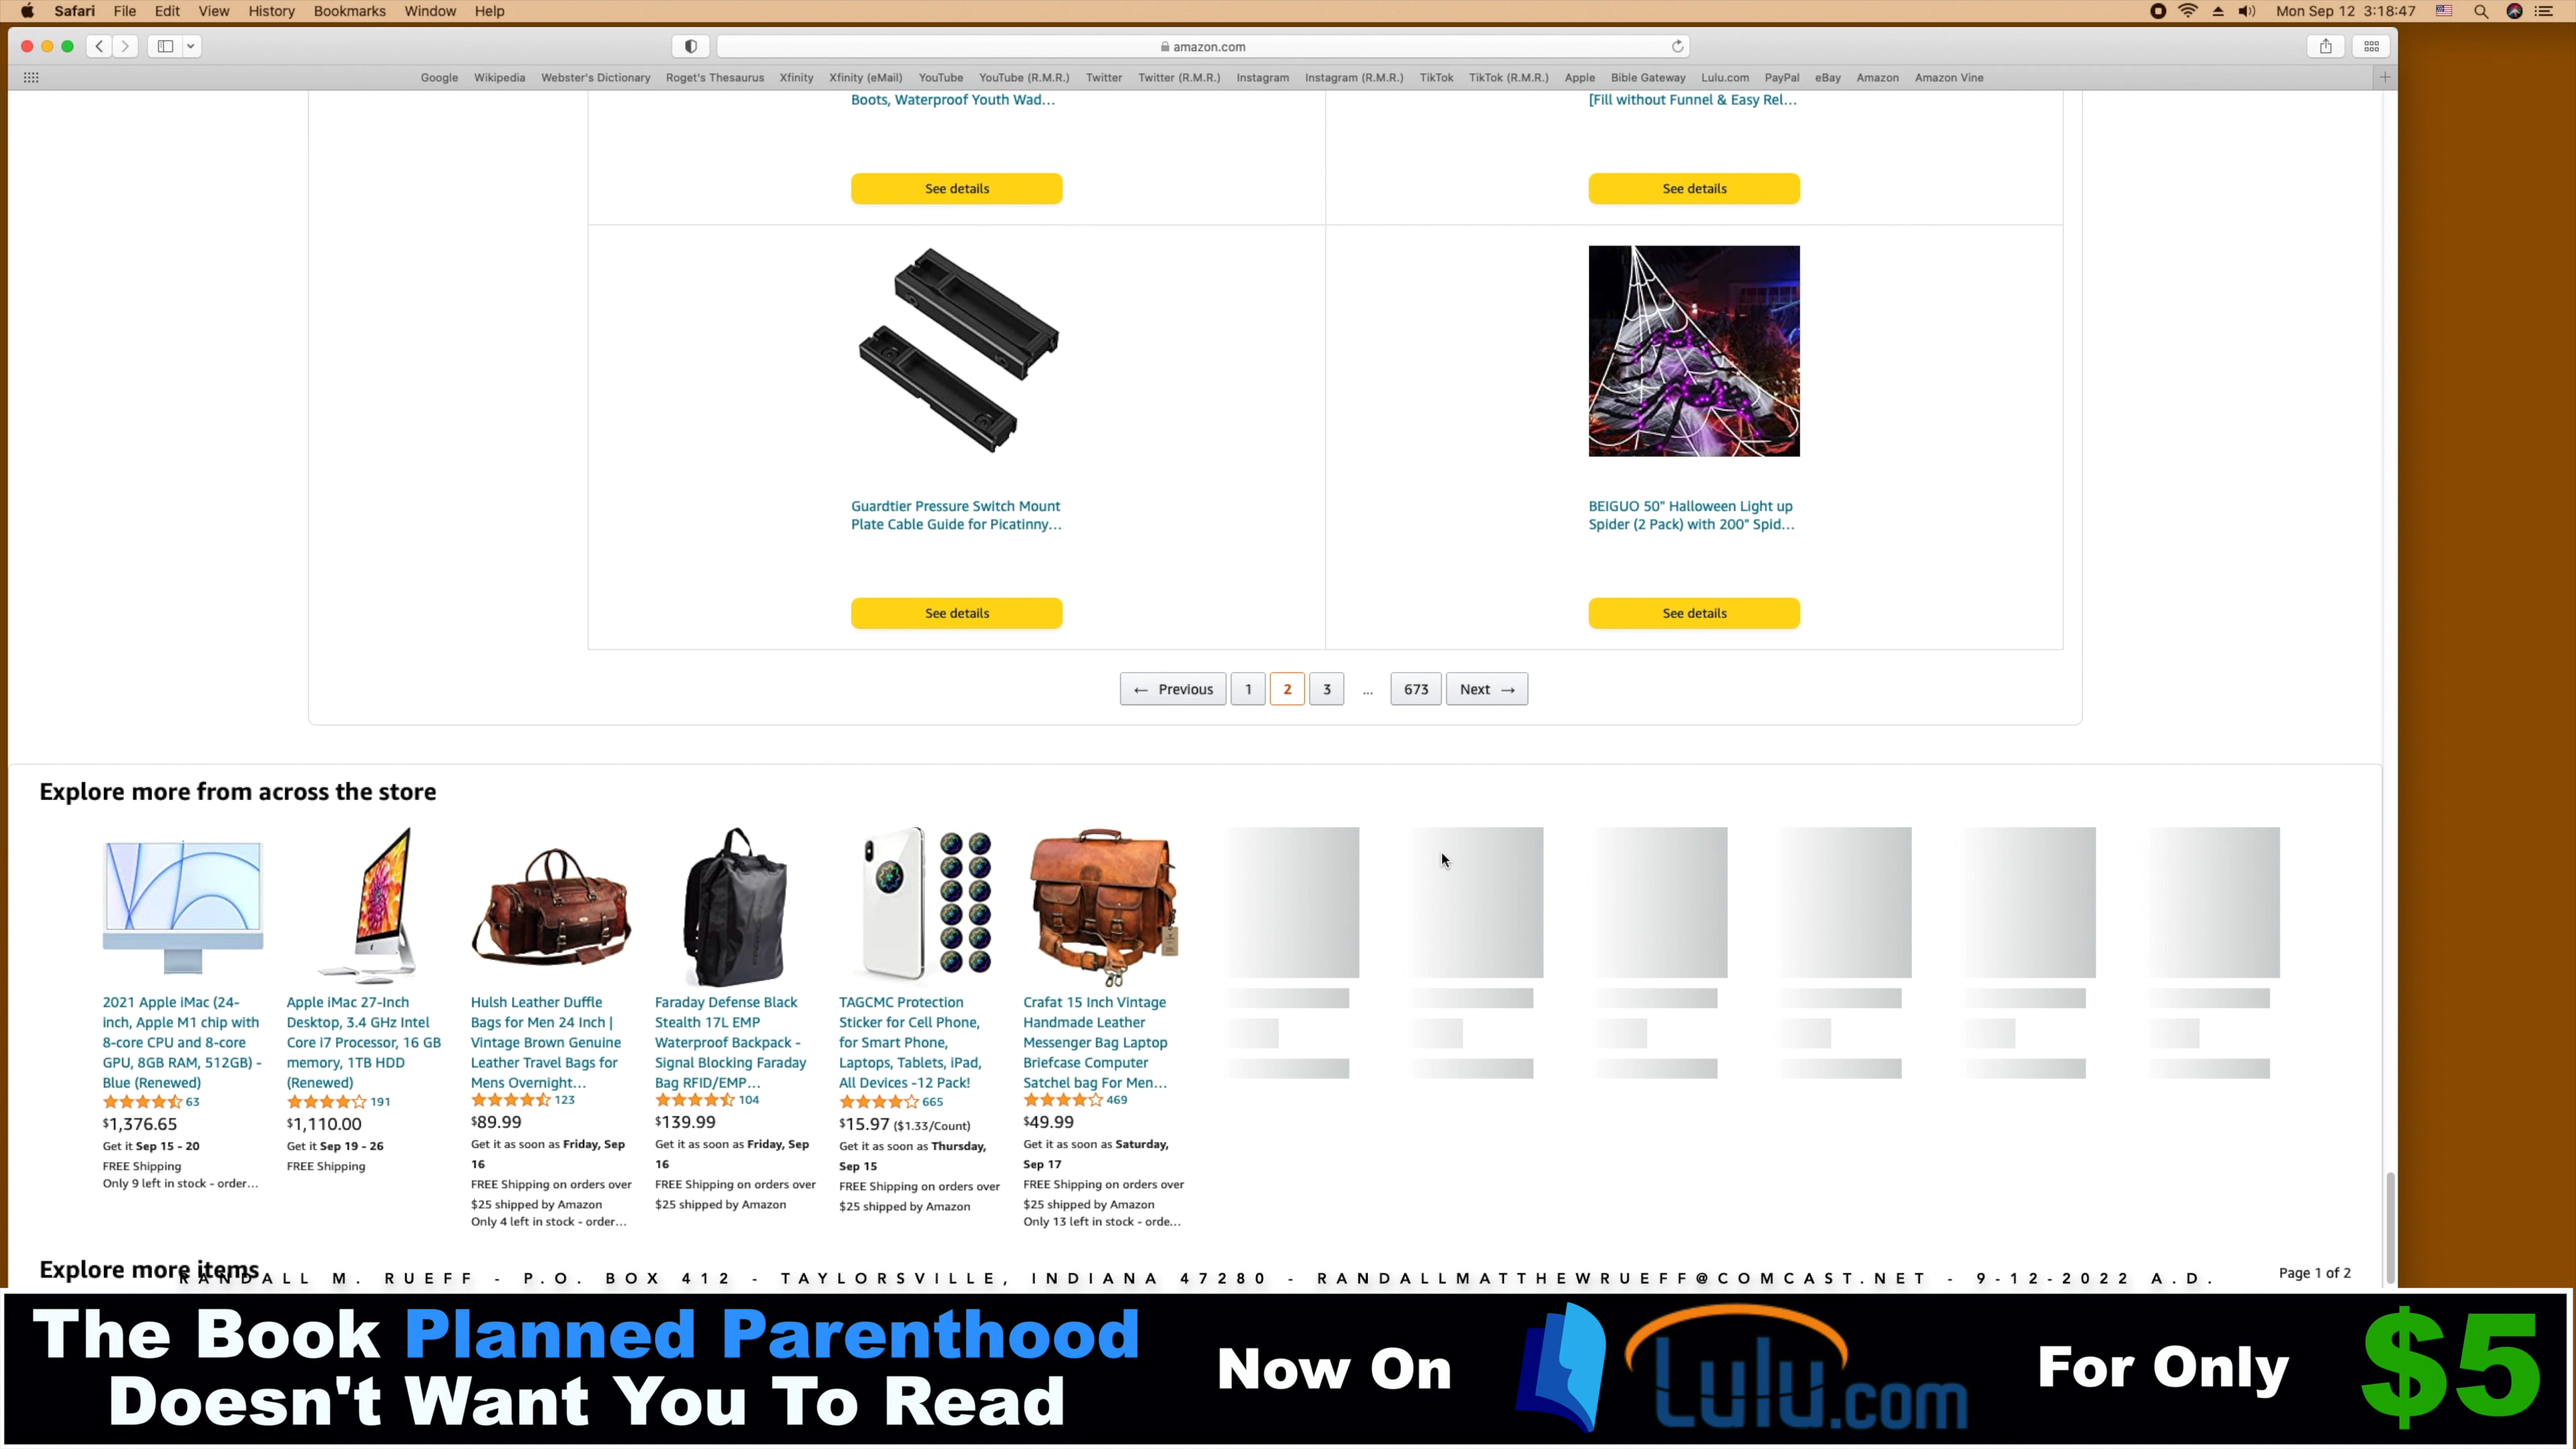 Safari File Edit View History Bookmarks Window Help Mon Sep 12 3:18:47
amazon.com
Google Wikipedia Webster's Dictionary Roget's Thesaurus Xfinity Xfinity (eMail) YouTube YouTube (R.M.R.) Twitter Twitter (R.M.R.) Instagram Instagram (R.M.R.) TikTok TikTok (R.M.R.) Apple Bible Gateway Lulu.com PayPal eBay Amazon Amazon Vine
Boots, Waterproof Youth Wad...
[Fill without Funnel & Easy Rel...
See details
See details
Guardtier Pressure Switch Mount
Plate Cable Guide for Picatinny...
BEIGUO 50" Halloween Light up
Spider (2 Pack) with 200" Spid...
See details
See details
← Previous 1 2 3 ... 673 Next →
Explore more from across the store
2021 Apple iMac (24-
inch, Apple M1 chip with
8-core CPU and 8-core
GPU, 8GB RAM, 512GB) -
Blue (Renewed)
63
$1,376.65
Get it Sep 15 - 20
FREE Shipping
Only 9 left in stock - order...
Apple iMac 27-Inch
Desktop, 3.4 GHz Intel
Core i7 Processor, 16 GB
memory, 1TB HDD
(Renewed)
191
$1,110.00
Get it Sep 19 - 26
FREE Shipping
Hulsh Leather Duffle
Bags for Men 24 Inch |
Vintage Brown Genuine
Leather Travel Bags for
Mens Overnight...
123
$89.99
Get it as soon as Friday, Sep
16
FREE Shipping on orders over
$25 shipped by Amazon
Only 4 left in stock - order...
Faraday Defense Black
Stealth 17L EMP
Waterproof Backpack -
Signal Blocking Faraday
Bag RFID/EMP...
104
$139.99
Get it as soon as Friday, Sep
16
FREE Shipping on orders over
$25 shipped by Amazon
TAGCMC Protection
Sticker for Cell Phone,
for Smart Phone,
Laptops, Tablets, iPad,
All Devices -12 Pack!
665
$15.97 ($1.33/Count)
Get it as soon as Thursday,
Sep 15
FREE Shipping on orders over
$25 shipped by Amazon
Crafat 15 Inch Vintage
Handmade Leather
Messenger Bag Laptop
Briefcase Computer
Satchel bag For Men...
469
$49.99
Get it as soon as Saturday,
Sep 17
FREE Shipping on orders over
$25 shipped by Amazon
Only 13 left in stock - orde...
Explore more items
Page 1 of 2
RANDALL M. RUEFF - P.O. BOX 412 - TAYLORSVILLE, INDIANA 47280 - RANDALLMATTHEWRUEFF@COMCAST.NET - 9-12-2022 A.D.
The Book Planned Parenthood
Doesn't Want You To Read
Now On
Lulu.com
For Only
$5